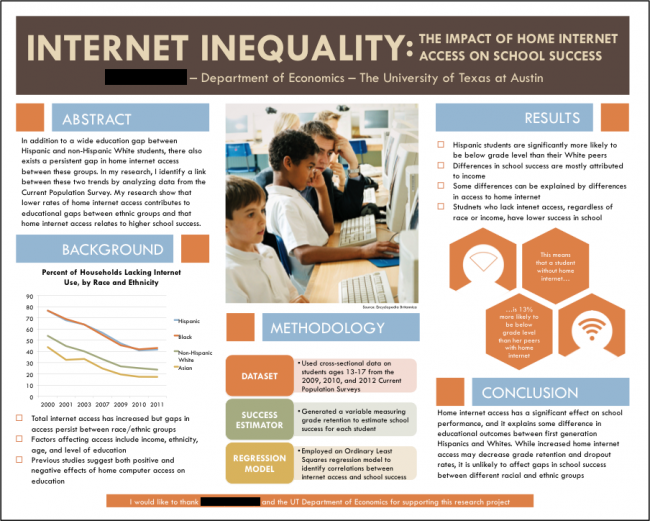 INTERNET INEQUALITY:
THE IMPACT OF HOME INTERNET
ACCESS ON SCHOOL SUCCESS
– Department of Economics – The University of Texas at Austin
ABSTRACT
In addition to a wide education gap between
Hispanic and non-Hispanic White students, there also
exists a persistent gap in home internet access
between these groups. In my research, I identify a link
between these two trends by analyzing data from the
Current Population Survey. My research show that
lower rates of home internet access contributes to
educational gaps between ethnic groups and that
home internet access relates to higher school success.
BACKGROUND
Percent of Households Lacking Internet
Use, by Race and Ethnicity
90
80
70
60
50
40
30
20
10
0
2000 2001 2003 2007 2009 2010 2011
Hispanic
Black
Non-Hispanic
White
Asian
Total internet access has increased but gaps in
access persist between race/ethnic groups
Factors affecting access include income, ethnicity,
age, and level of education
Previous studies suggest both positive and
negative effects of home computer access on
education
Source: Encyclopædia Britannica
METHODOLOGY
DATASET
• Used cross-sectional data on
students ages 13-17 from the
2009, 2010, and 2012 Current
Population Surveys
SUCCESS
ESTIMATOR
• Generated a variable measuring
grade retention to estimate school
success for each student
REGRESSION
MODEL
• Employed an Ordinary Least
Squares regression model to
identify correlations between
internet access and school success
RESULTS
Hispanic students are significantly more likely to
be below grade level than their White peers
Differences in school success are mostly attributed
to income
Some differences can be explained by differences
in access to home internet
Studnets who lack intenet access, regardless of
race or income, have lower success in school
This means
that a student
without home
internet…
…is 13%
more likely to
be below
grade level
than her peers
with home
internet
CONCLUSION
Home internet access has a significant effect on school
performance, and it explains some difference in
educational outcomes between first generation
Hispanics and Whites. While increased home internet
access may decrease grade retention and dropout
rates, it is unlikely to affect gaps in school success
between different racial and ethnic groups
I would like to thank and the UT Department of Economics for supporting this research project